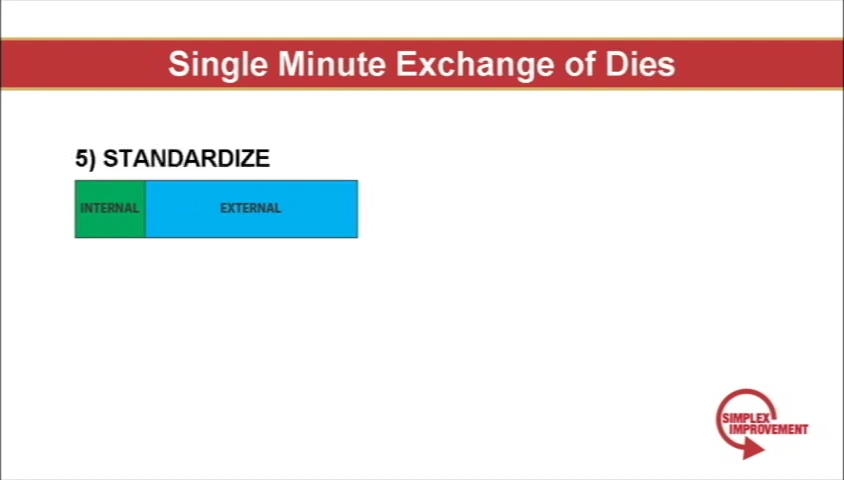 Single Minute Exchange of Dies
5) STANDARDIZE
INTERNAL EXTERNAL
SIMPLEX
IMPROVEMENT